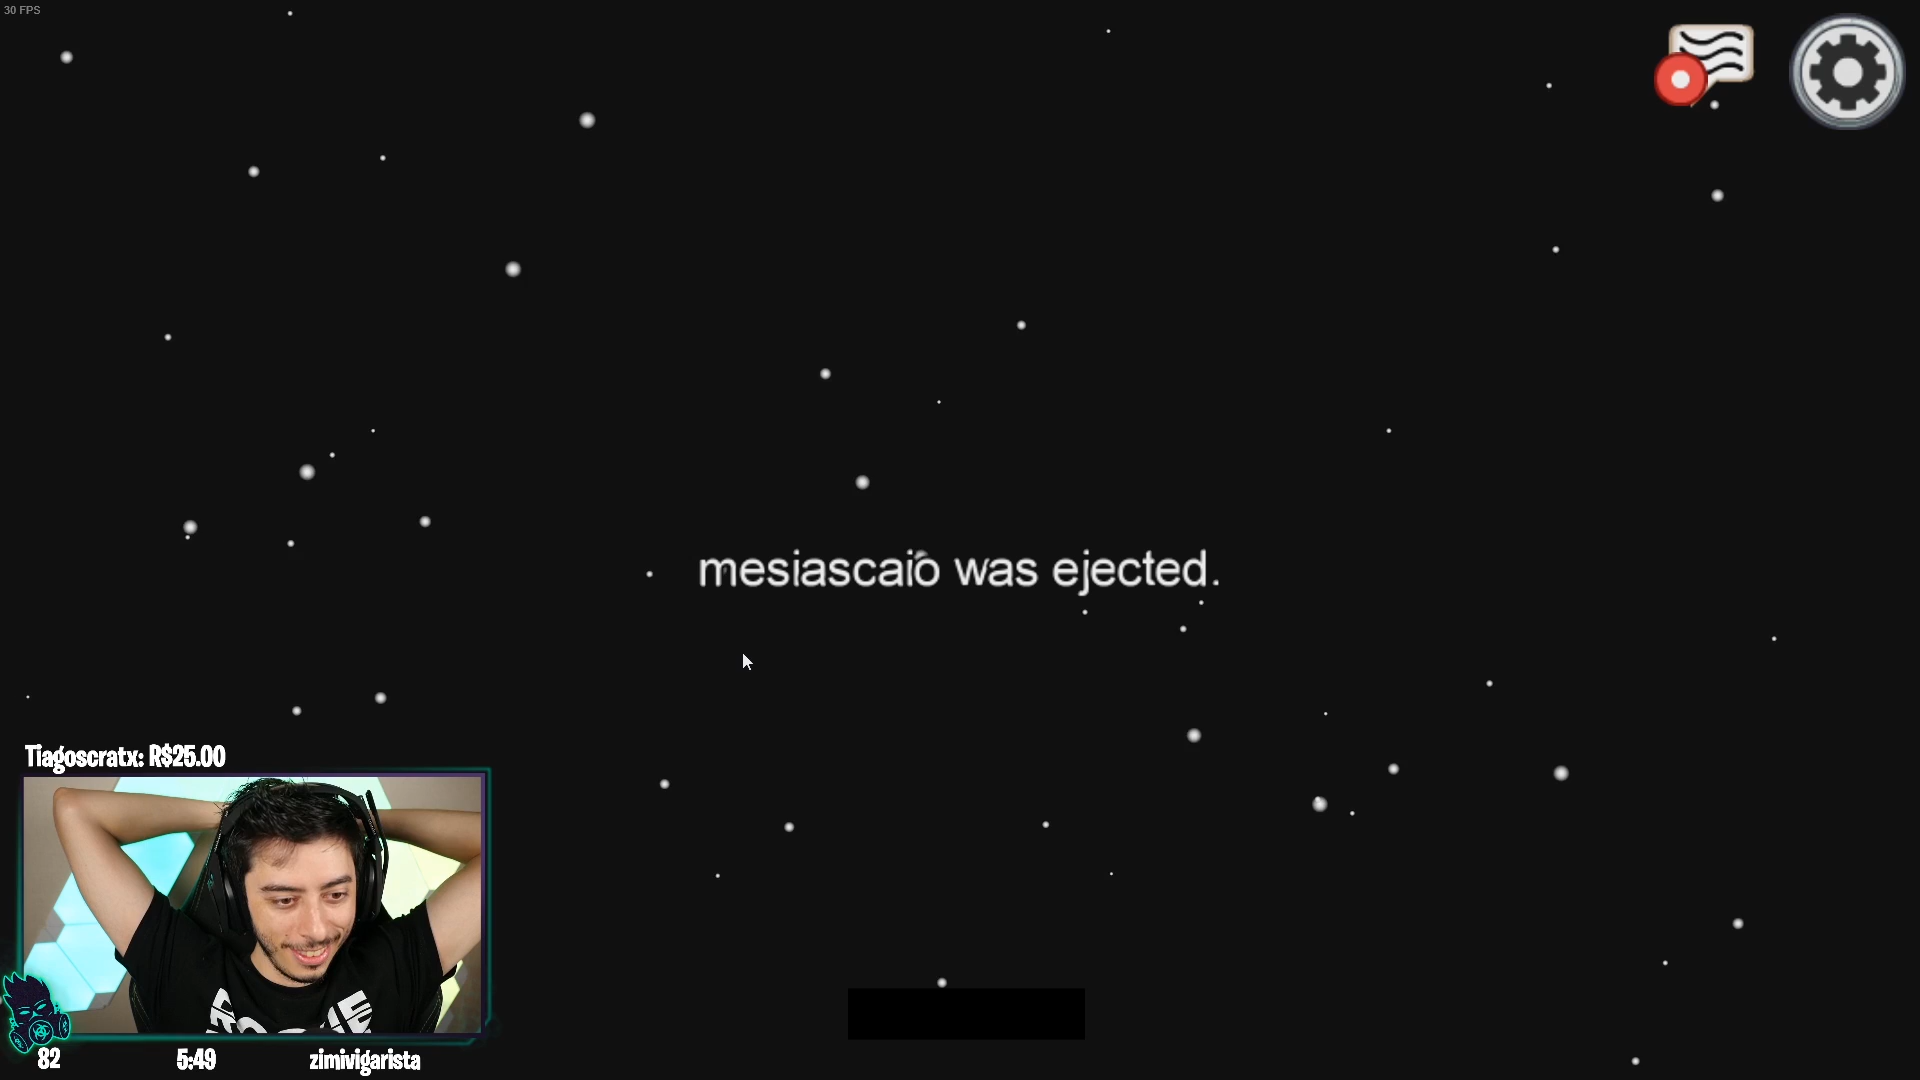 30 FPS
mesiascaio was ejected.
Tiagoscratx: R$25.00
82
5:49
zimivigarista